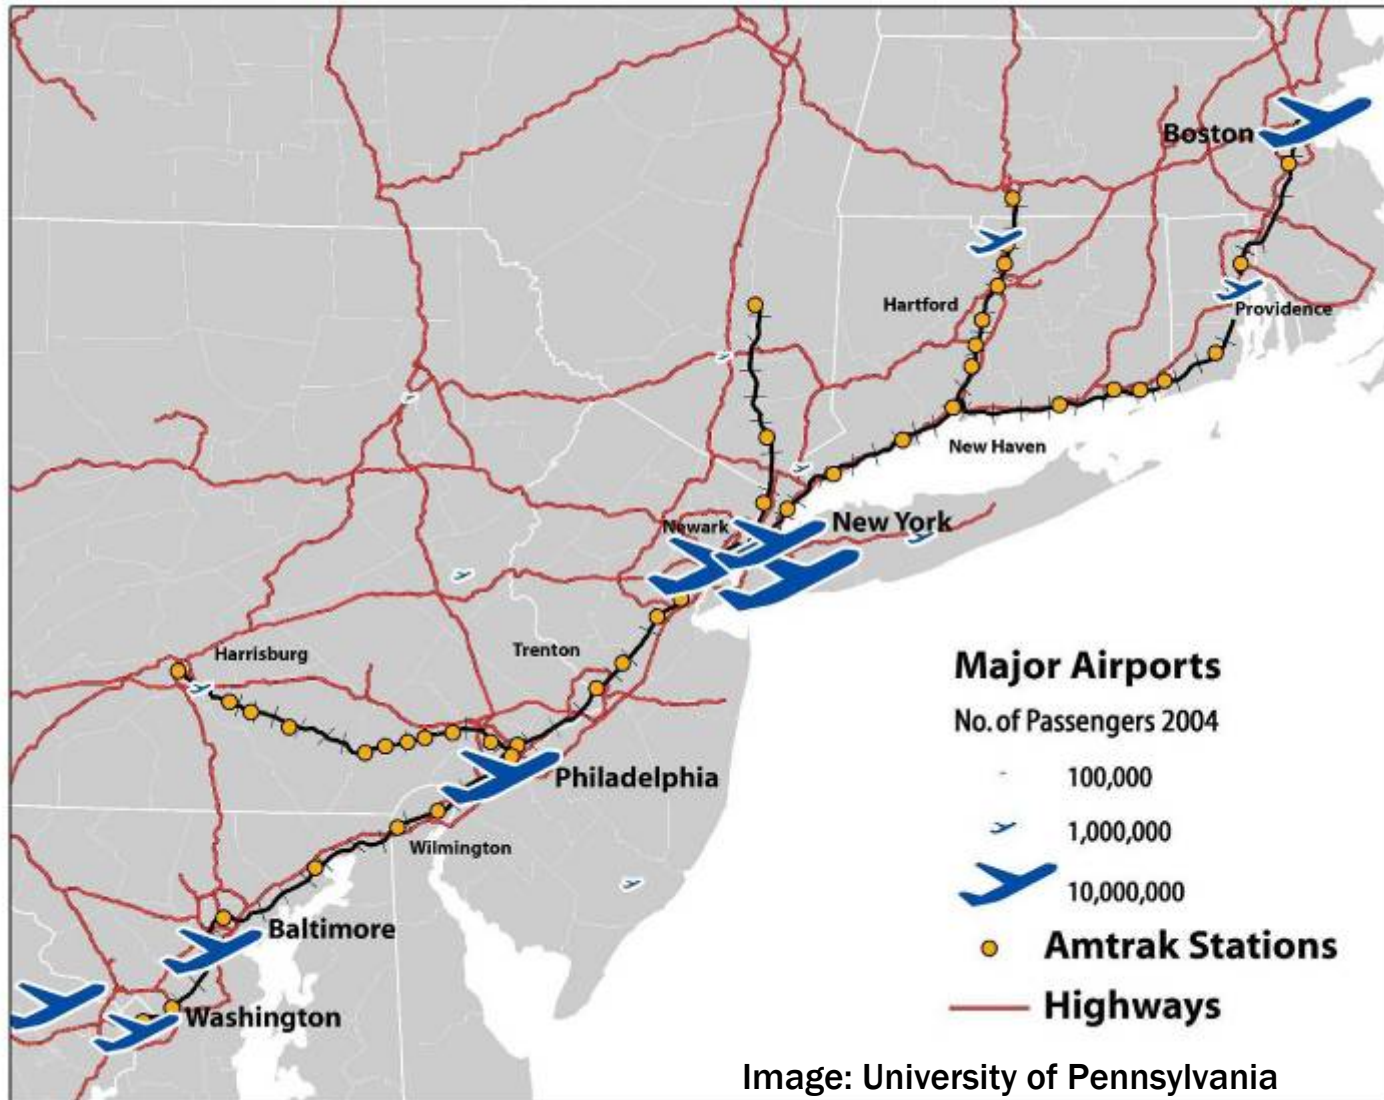 Boston
Hartford
Providence
New Haven
Newark
New York
Harrisburg
Trenton
Philadelphia
Wilmington
Baltimore
Washington
Major Airports
No. of Passengers 2004
100,000
1,000,000
10,000,000
Amtrak Stations
Highways
Image: University of Pennsylvania